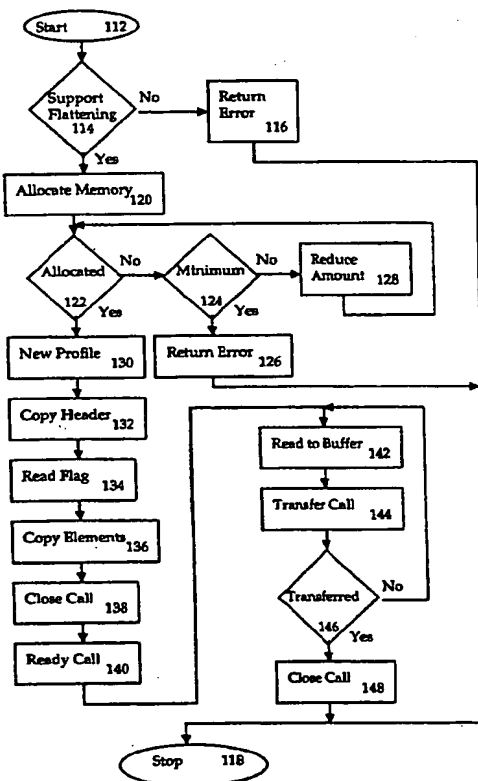 Start 112
Support
Flattening
114
No
Return
Error
116
Yes
Allocate Memory 120
Allocated
122
No
Minimum
124
No
Reduce
Amount
128
Yes
Yes
New Profile
130
Return Error
126
Copy Header
132
Read to Buffer
142
Read Flag
134
Transfer Call
144
Copy Elements
136
Transferred
146
No
Close Call
138
Yes
Ready Call
140
Close Call
148
Stop 118